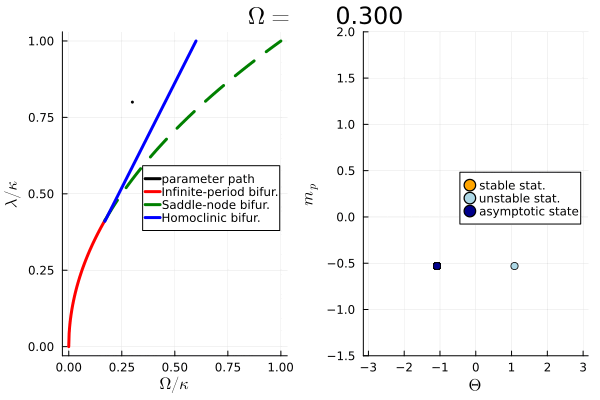 Ω = 0.300
1.00
0.75
0.50
0.25
0.00
λ/κ
parameter path
Infinite-period bifur.
Saddle-node bifur.
Homoclinic bifur.
0.00 0.25 0.50 0.75 1.00
Ω/κ
2.0
1.5
1.0
0.5
0.0
−0.5
−1.0
−1.5
m_p
stable stat.
unstable stat.
asymptotic state
−3 −2 −1 0 1 2 3
Θ